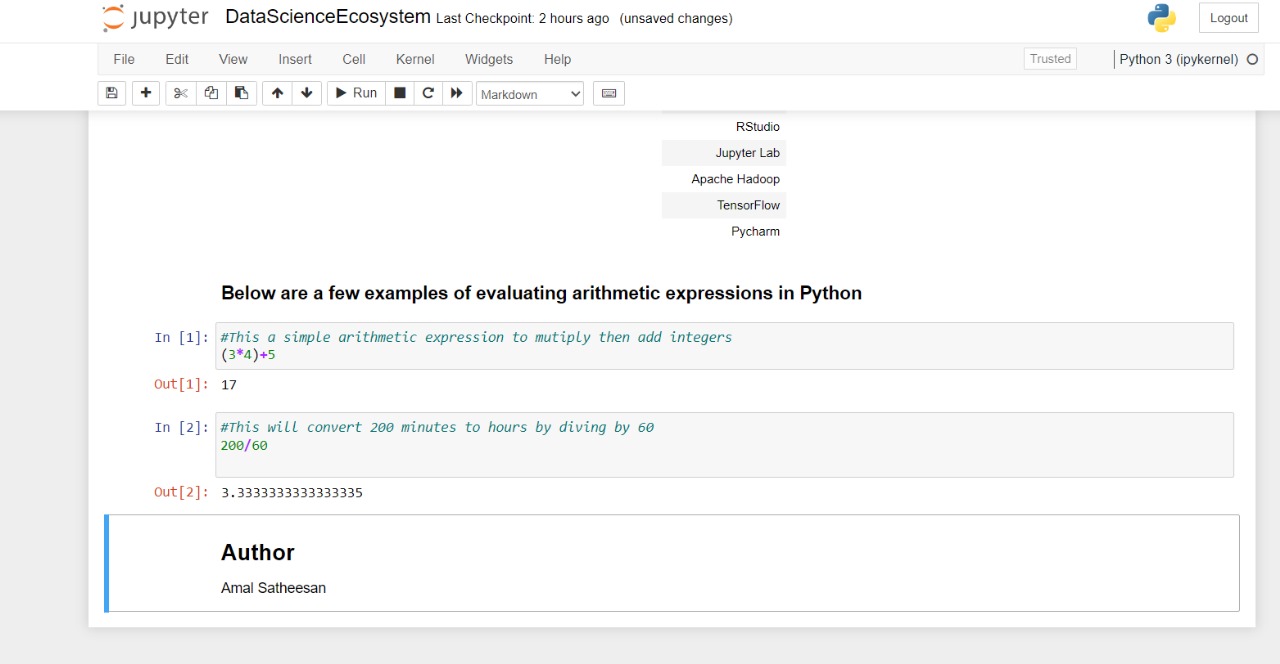 jupyter DataScienceEcosystem Last Checkpoint: 2 hours ago (unsaved changes) Logout
File Edit View Insert Cell Kernel Widgets Help Trusted Python 3 (ipykernel)
Run Markdown
RStudio
Jupyter Lab
Apache Hadoop
TensorFlow
Pycharm
Below are a few examples of evaluating arithmetic expressions in Python
In [1]: #This a simple arithmetic expression to mutiply then add integers
(3*4)+5
Out[1]: 17
In [2]: #This will convert 200 minutes to hours by diving by 60
200/60
Out[2]: 3.3333333333333335
Author
Amal Satheesan